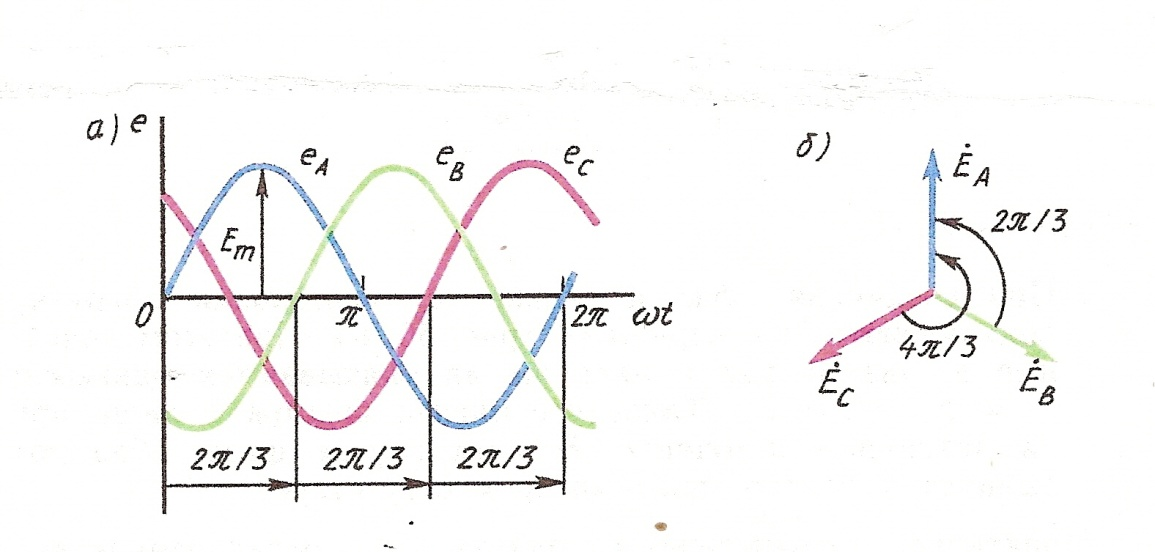 а) e
e_A
e_B
e_C
E_m
0
π
2π
ωt
2π/3
2π/3
2π/3
б)
Ė_A
2π/3
4π/3
Ė_C
Ė_B